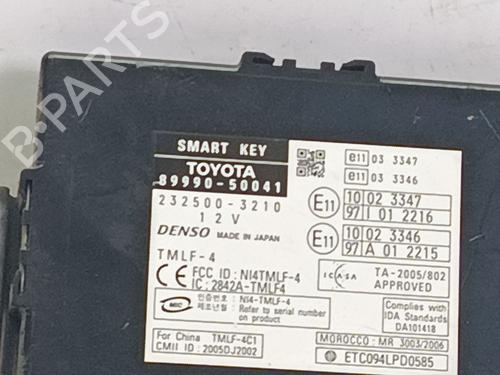 B-PARTS
SMART KEY
TOYOTA
89990-50041
232500-3210
12V
DENSO MADE IN JAPAN
TMLF-4
CE FCC ID: NI4TMLF-4
IC: 2842A-TMLF4
MIC 인증번호 : NI4-TMLF-4
제조년월 : Refer to serial number
on product
For China TMLF-4C1
CMII ID : 2005DJ2002
e11 03 3347
e11 03 3346
E11 10 02 3347
97 I 01 2216
E11 10 02 3346
97 A 01 2215
ICASA TA-2005/802
APPROVED
Complies with
IDA Standards
DA101418
MOROCCO: MR 3003/2006
ETC094LPD0585